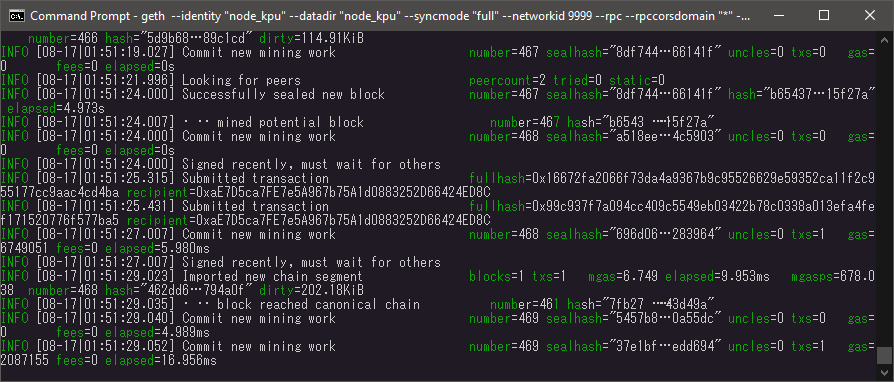 Command Prompt - geth --identity "node_kpu" --datadir "node_kpu" --syncmode "full" --networkid 9999 --rpc --rpccorsdomain "*" -...
number=466 hash="5d9b68…89c1cd" dirty=114.91KiB
INFO [08-17|01:51:19.027] Commit new mining work number=467 sealhash="8df744…66141f" uncles=0 txs=0 gas=
0 fees=0 elapsed=0s
INFO [08-17|01:51:21.996] Looking for peers peercount=2 tried=0 static=0
INFO [08-17|01:51:24.000] Successfully sealed new block number=467 sealhash="8df744…66141f" hash="b65437…15f27a"
elapsed=4.973s
INFO [08-17|01:51:24.007] mined potential block number=467 hash="b6543…15f27a"
INFO [08-17|01:51:24.000] Commit new mining work number=468 sealhash="a518ee…4c5903" uncles=0 txs=0 gas=
0 fees=0 elapsed=0s
INFO [08-17|01:51:24.000] Signed recently, must wait for others
INFO [08-17|01:51:25.315] Submitted transaction fullhash=0x16672fa2066f73da4a9367b9c95526629e59352ca11f2c9
55177cc9aac4cd4ba recipient=0xaE7D5ca7FE7e5A967b75A1d0883252D66424ED8C
INFO [08-17|01:51:25.431] Submitted transaction fullhash=0x99c937f7a094cc409c5549eb03422b78c0338a013efa4fe
f171520776f577ba5 recipient=0xaE7D5ca7FE7e5A967b75A1d0883252D66424ED8C
INFO [08-17|01:51:27.007] Commit new mining work number=468 sealhash="696d06…283964" uncles=0 txs=1 gas=
6749051 fees=0 elapsed=5.980ms
INFO [08-17|01:51:27.007] Signed recently, must wait for others
INFO [08-17|01:51:29.023] Imported new chain segment blocks=1 txs=1 mgas=6.749 elapsed=9.953ms mgasps=678.0
38 number=468 hash="462dd6…794a0f" dirty=202.18KiB
INFO [08-17|01:51:29.035] block reached canonical chain number=461 hash="7fb27…43d49a"
INFO [08-17|01:51:29.040] Commit new mining work number=469 sealhash="5457b8…0a55dc" uncles=0 txs=0 gas=
0 fees=0 elapsed=4.989ms
INFO [08-17|01:51:29.052] Commit new mining work number=469 sealhash="37e1bf…edd694" uncles=0 txs=1 gas=
2087155 fees=0 elapsed=16.956ms